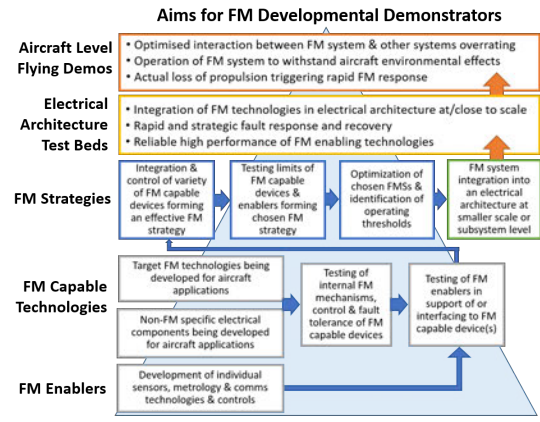 Aims for FM Developmental Demonstrators
Aircraft Level
Flying Demos
• Optimised interaction between FM system & other systems overrating
• Operation of FM system to withstand aircraft environmental effects
• Actual loss of propulsion triggering rapid FM response
Electrical
Architecture
Test Beds
• Integration of FM technologies in electrical architecture at/close to scale
• Rapid and strategic fault response and recovery
• Reliable high performance of FM enabling technologies
FM Strategies
Integration &
control of variety
of FM capable
devices forming
an effective FM
strategy
Testing limits of
FM capable
devices &
enablers forming
chosen FM
strategy
Optimization of
chosen FMSs &
identification of
operating
thresholds
FM system
integration into
an electrical
architecture at
smaller scale or
subsystem level
FM Capable
Technologies
Target FM technologies being
developed for aircraft
applications
Non-FM specific electrical
components being developed
for aircraft applications
Testing of
internal FM
mechanisms,
control & fault
tolerance of FM
capable devices
Testing of FM
enablers in
support of or
interfacing to FM
capable device(s)
FM Enablers
Development of individual
sensors, metrology & comms
technologies & controls